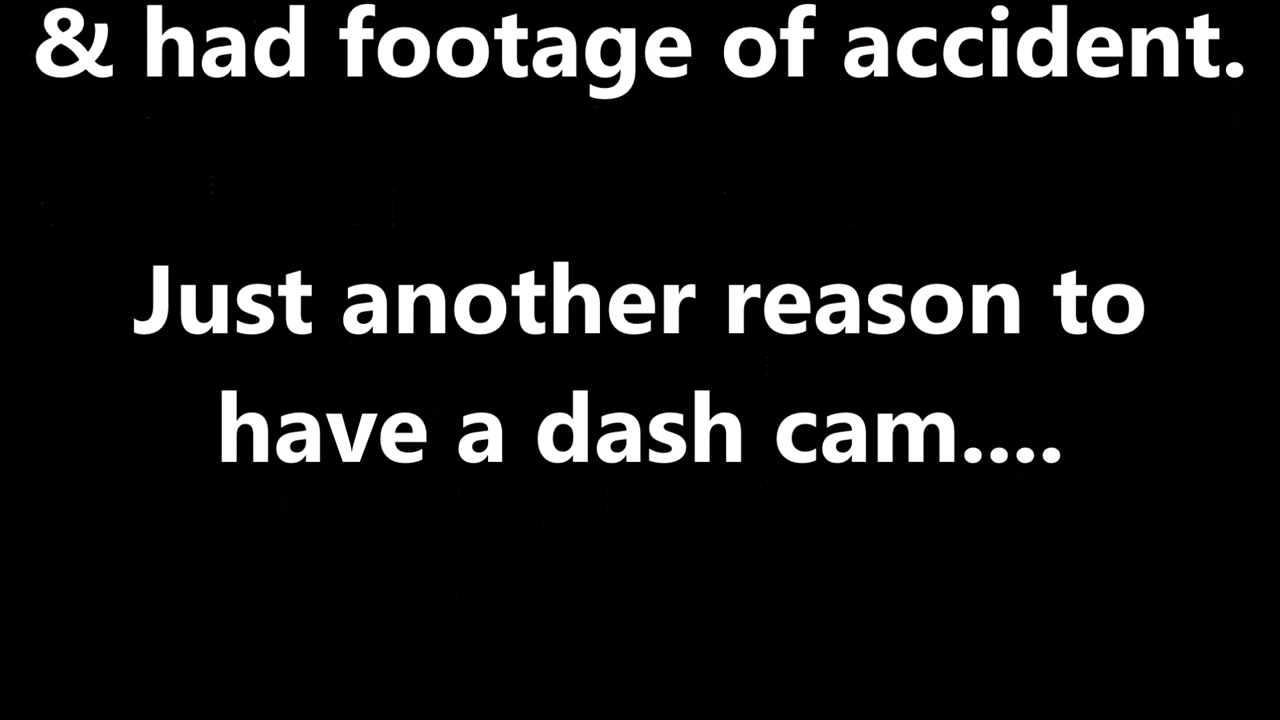 & had footage of accident.
Just another reason to
have a dash cam....